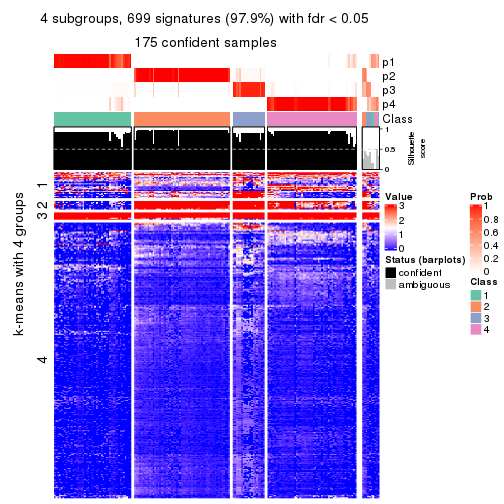 4 subgroups, 699 signatures (97.9%) with fdr < 0.05
175 confident samples
p1
p2
p3
p4
Class
1
0.5
0
Silhouette
score
k-means with 4 groups
1
2
3
4
Value
3
2
1
0
Status (barplots)
confident
ambiguous
Prob
1
0.8
0.6
0.4
0.2
0
Class
1
2
3
4